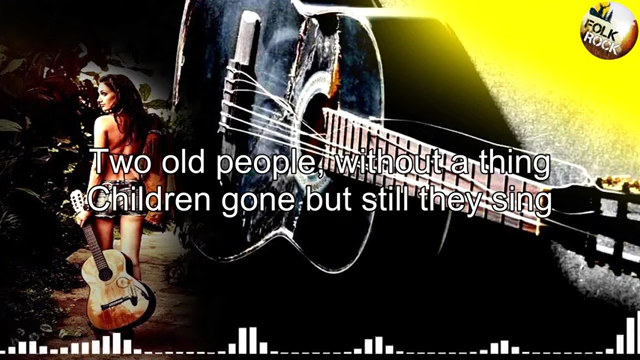 FOLK
ROCK
Two old people, without a thing
Children gone but still they sing